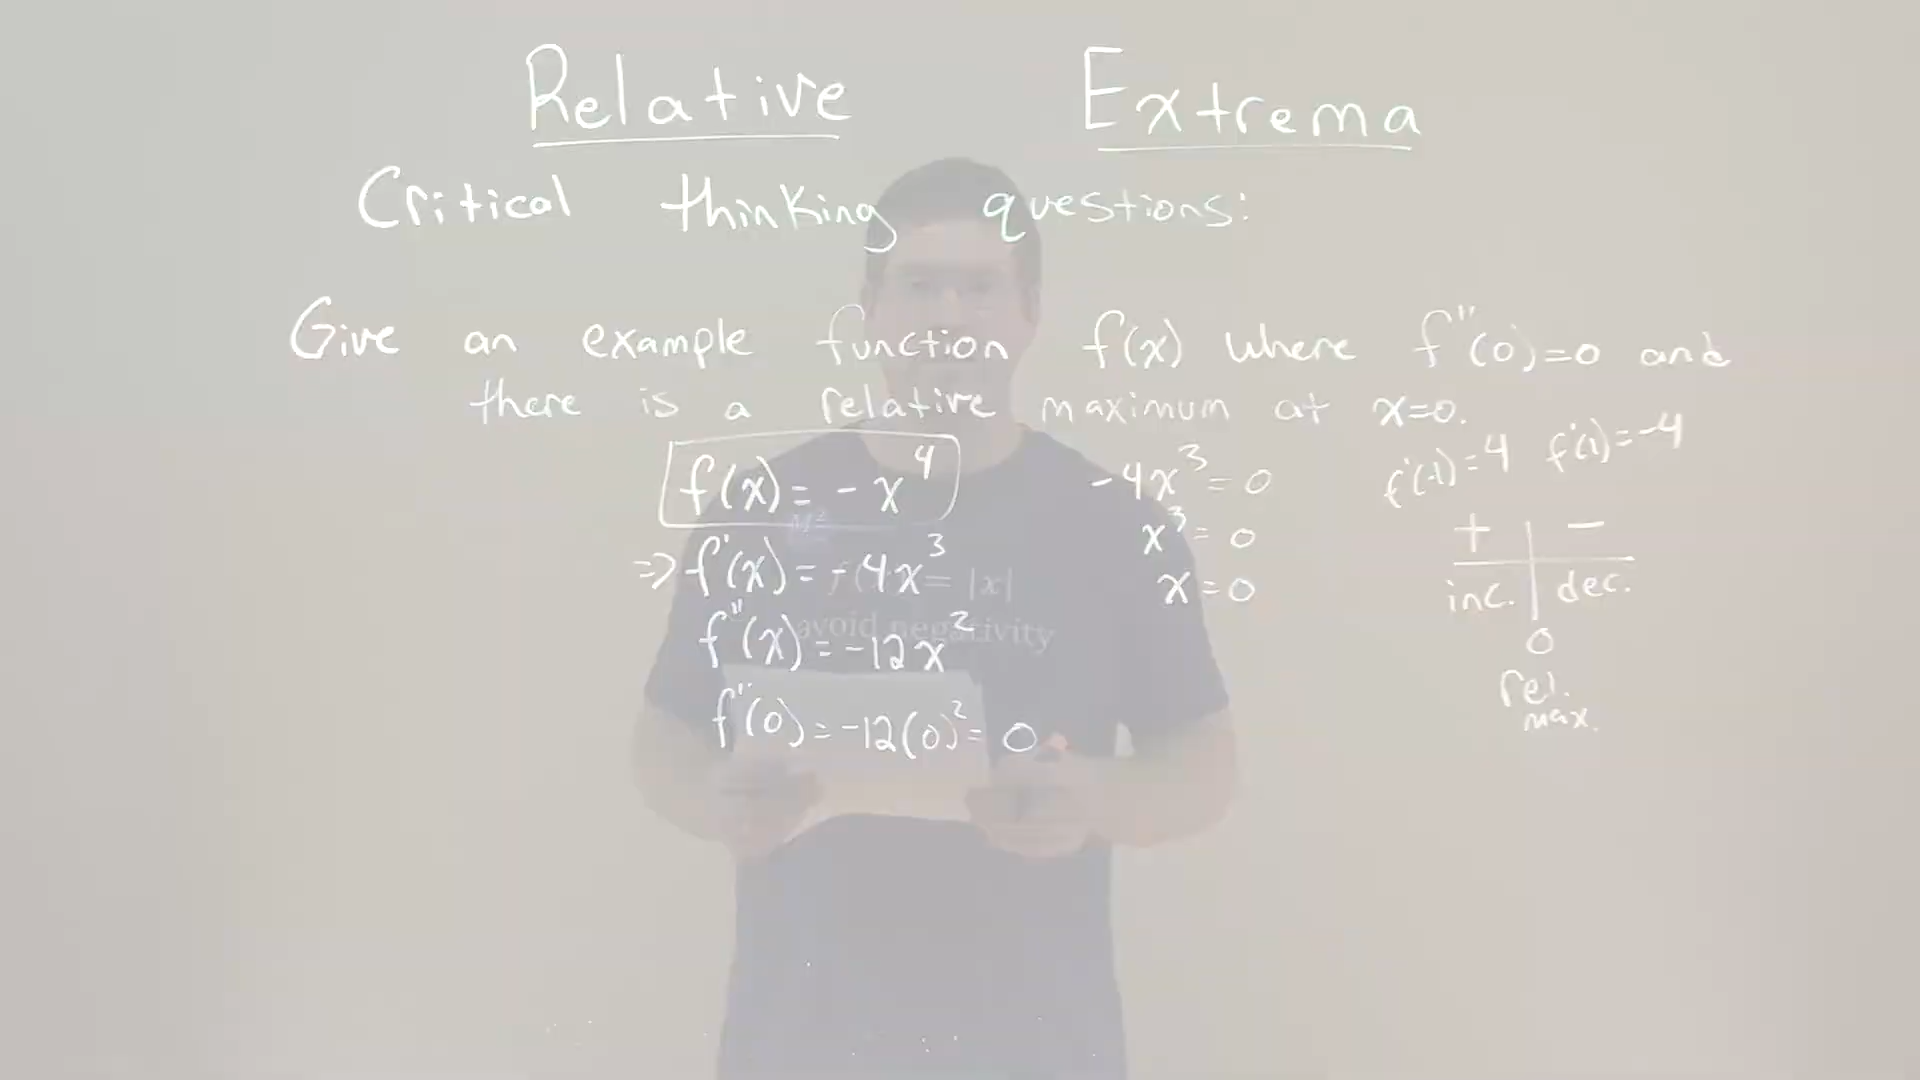 Relative Extrema
Critical thinking questions:
Give an example function f(x) where f''(0)=0 and
there is a relative maximum at x=0.
f(x) = -x⁴
⇒ f'(x) = -4x³
f''(x) = -12x²
f''(0) = -12(0)² = 0
-4x³ = 0
x³ = 0
x = 0
f'(-1) = 4 f'(1) = -4
+ | -
inc. | dec.
0
rel.
max.
= |x|
avoid negativity